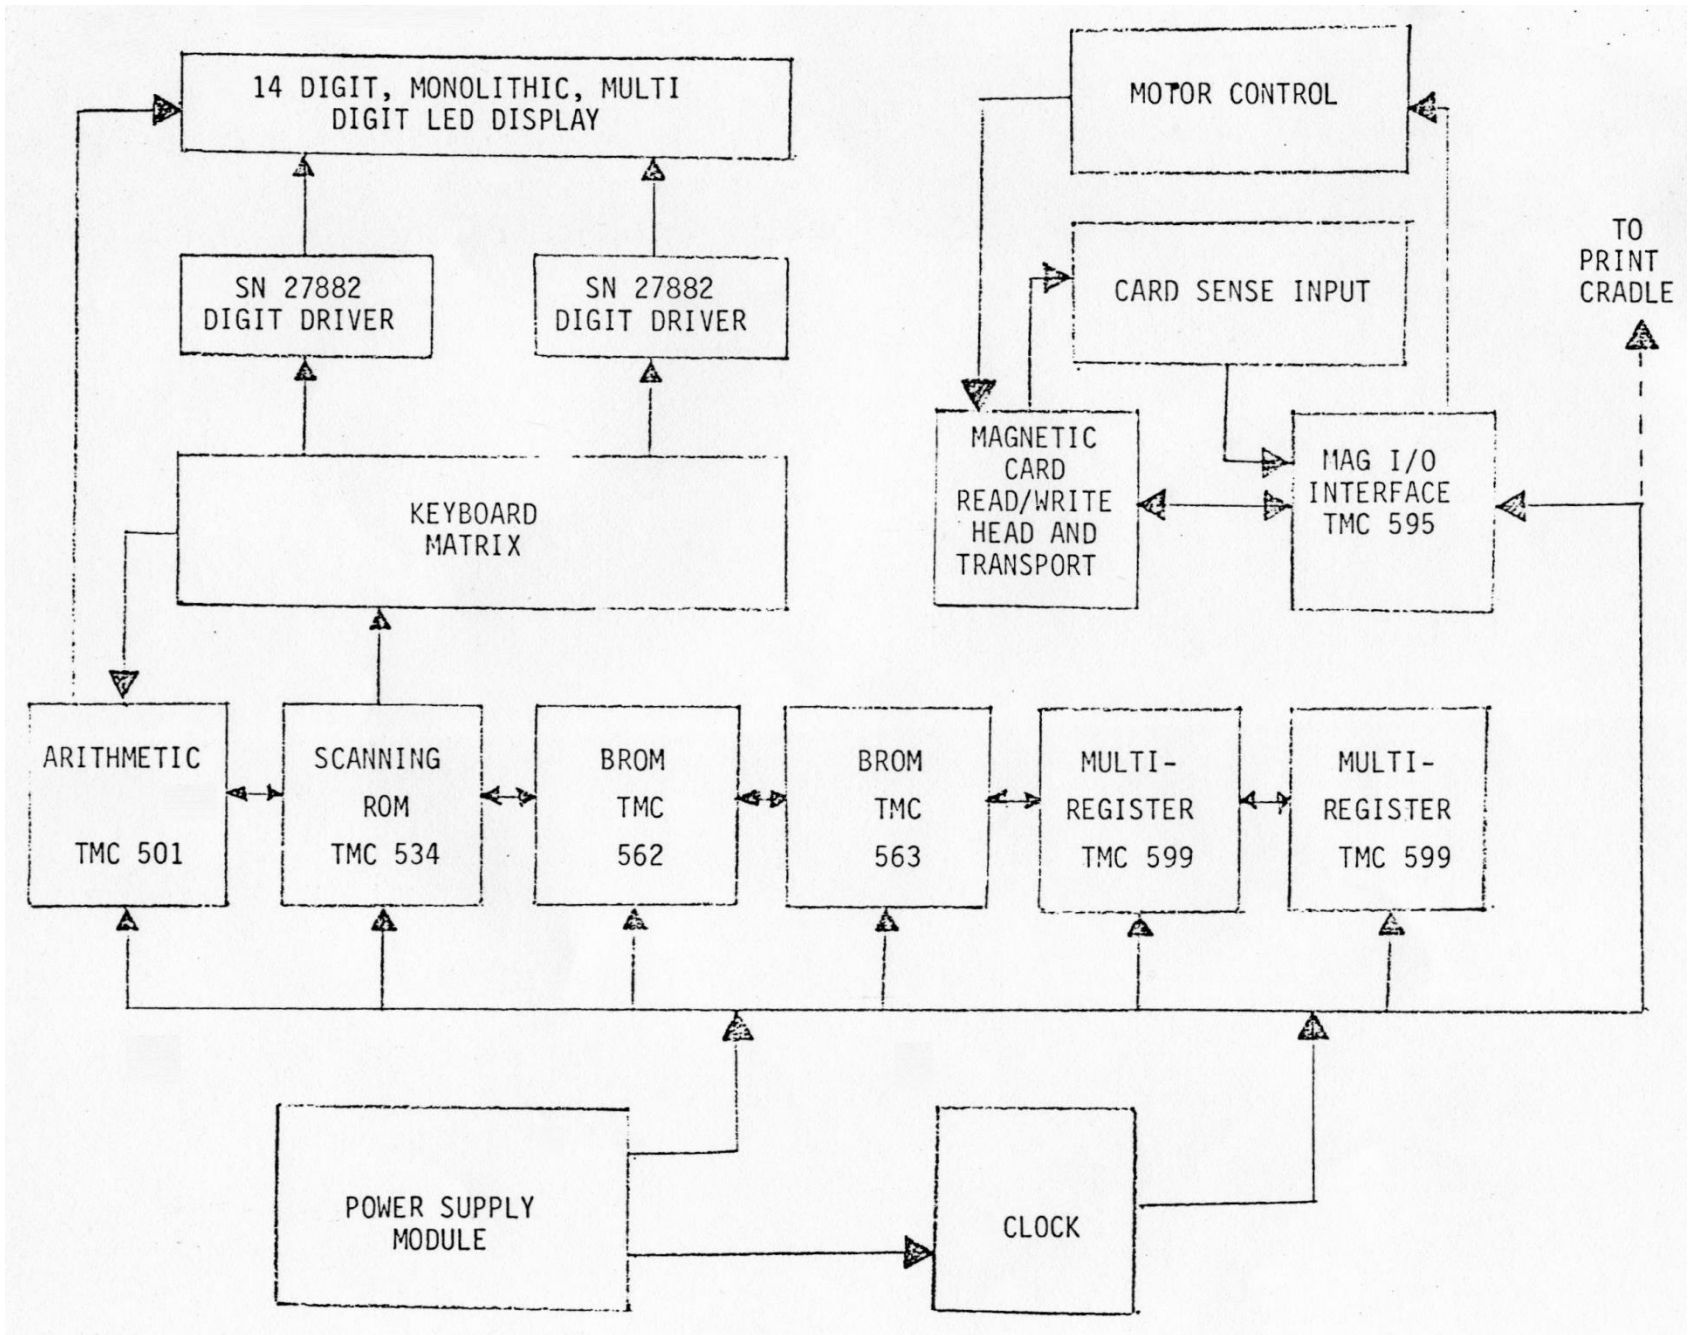 14 DIGIT, MONOLITHIC, MULTI
DIGIT LED DISPLAY
MOTOR CONTROL
CARD SENSE INPUT
TO
PRINT
CRADLE
SN 27882
DIGIT DRIVER
SN 27882
DIGIT DRIVER
KEYBOARD
MATRIX
MAGNETIC
CARD
READ/WRITE
HEAD AND
TRANSPORT
MAG I/O
INTERFACE
TMC 595
ARITHMETIC
TMC 501
SCANNING
ROM
TMC 534
BROM
TMC
562
BROM
TMC
563
MULTI-
REGISTER
TMC 599
MULTI-
REGISTER
TMC 599
POWER SUPPLY
MODULE
CLOCK